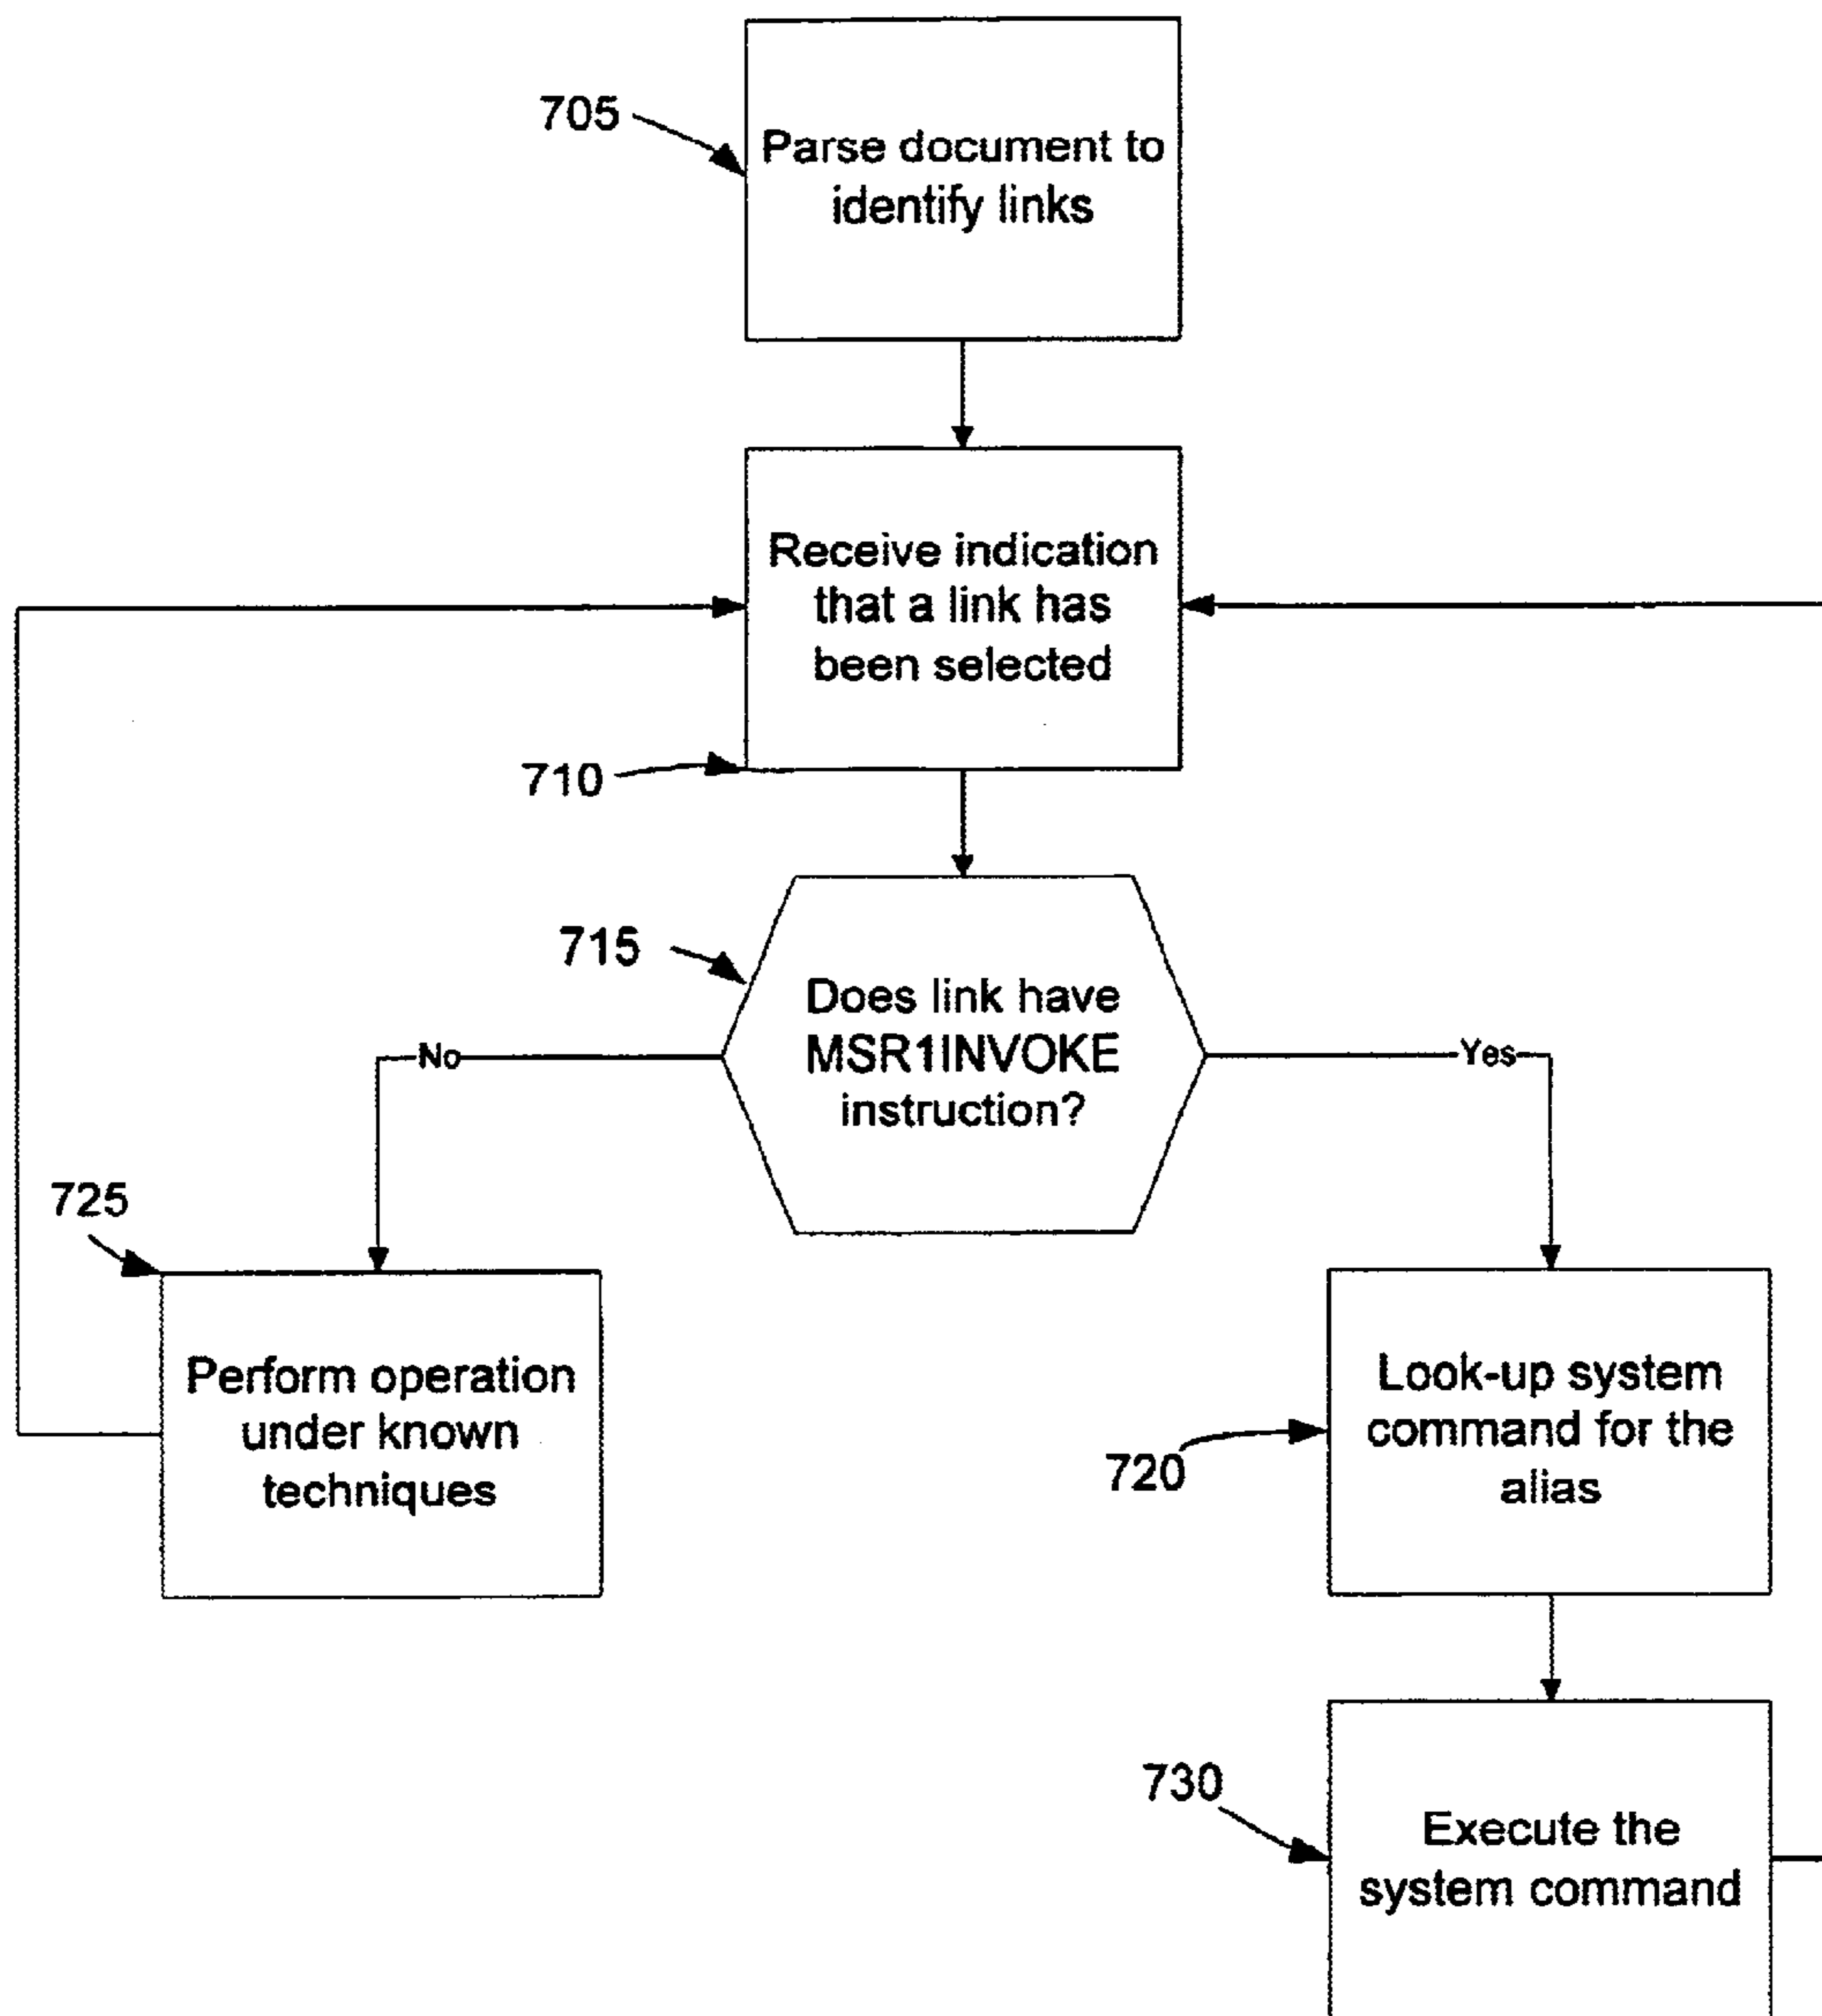 705
Parse document to
identify links
Receive indication
that a link has
been selected
710
715
Does link have
MSR1INVOKE
instruction?
No
Yes
725
Perform operation
under known
techniques
Look-up system
command for the
alias
720
730
Execute the
system command